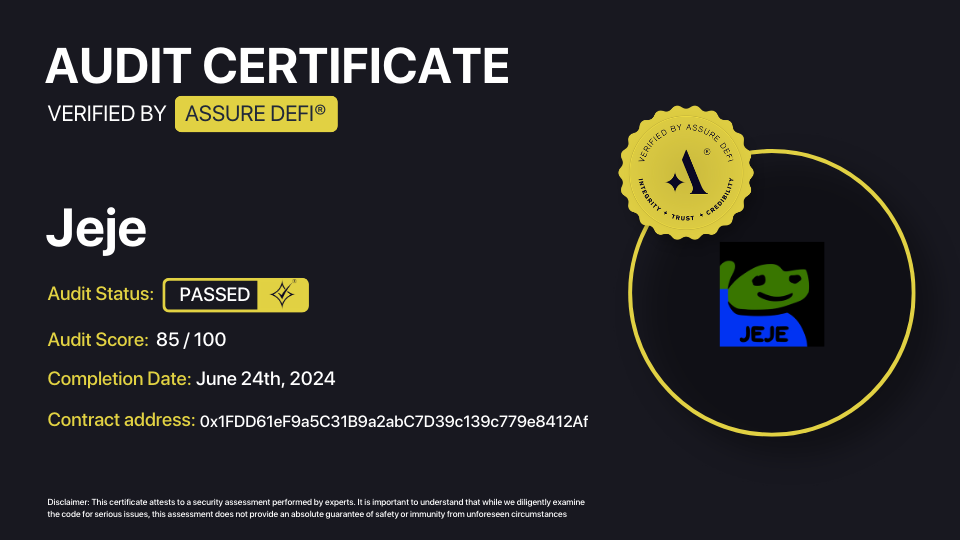 AUDIT CERTIFICATE
VERIFIED BY ASSURE DEFI®
VERIFIED BY ASSURE DEFI
®
A
INTEGRITY ✦ TRUST ✦ CREDIBILITY
Jeje
Audit Status: PASSED
Audit Score: 85 / 100
Completion Date: June 24th, 2024
Contract address: 0x1FDD61eF9a5C31B9a2abC7D39c139c779e8412Af
JEJE
Disclaimer: This certificate attests to a security assessment performed by experts. It is important to understand that while we diligently examine
the code for serious issues, this assessment does not provide an absolute guarantee of safety or immunity from unforeseen circumstances